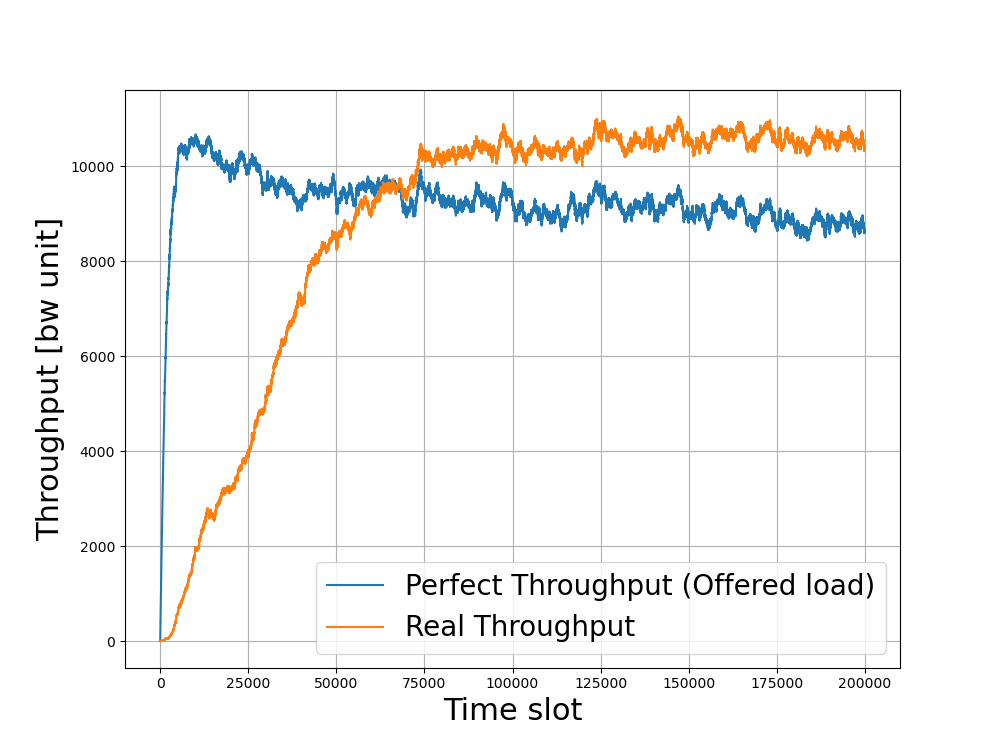 Throughput [bw unit]
10000
8000
6000
4000
2000
0
Perfect Throughput (Offered load)
Real Throughput
0 25000 50000 75000 100000 125000 150000 175000 200000
Time slot